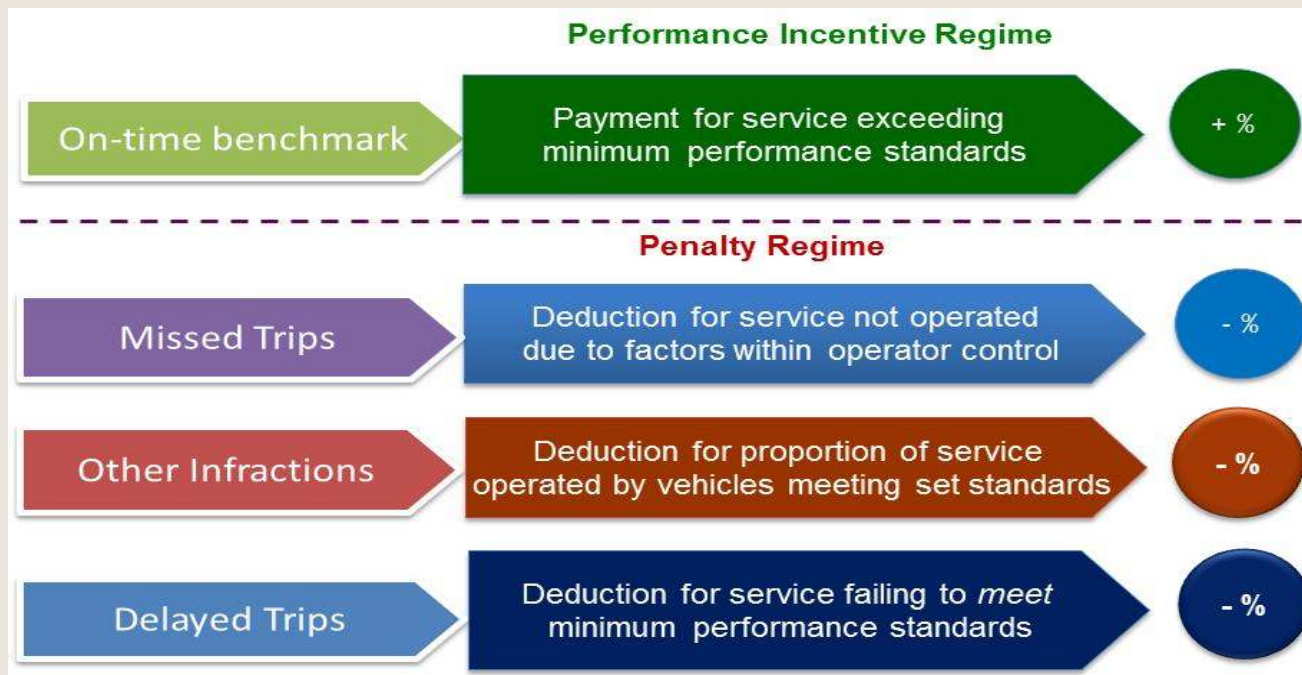 Performance Incentive Regime
On-time benchmark
Payment for service exceeding
minimum performance standards
+ %
Penalty Regime
Missed Trips
Deduction for service not operated
due to factors within operator control
- %
Other Infractions
Deduction for proportion of service
operated by vehicles meeting set standards
- %
Delayed Trips
Deduction for service failing to meet
minimum performance standards
- %